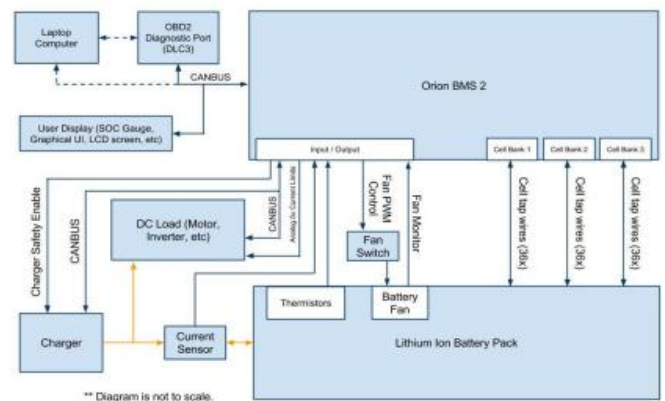 Laptop
Computer
OBD2
Diagnostic Port
(DLC3)
CANBUS
Orion BMS 2
User Display (SOC Gauge,
Graphical UI, LCD screen, etc)
Input / Output
Cell Bank 1
Cell Bank 2
Cell Bank 3
Charger Safety Enable
CANBUS
DC Load (Motor,
Inverter, etc)
CANBUS
Analog 5v Current Limits
Fan PWM
Control
Fan Monitor
Fan
Switch
Cell tap wires (36x)
Cell tap wires (36x)
Cell tap wires (36x)
Thermistors
Battery
Fan
Charger
Current
Sensor
Lithium Ion Battery Pack
** Diagram is not to scale.